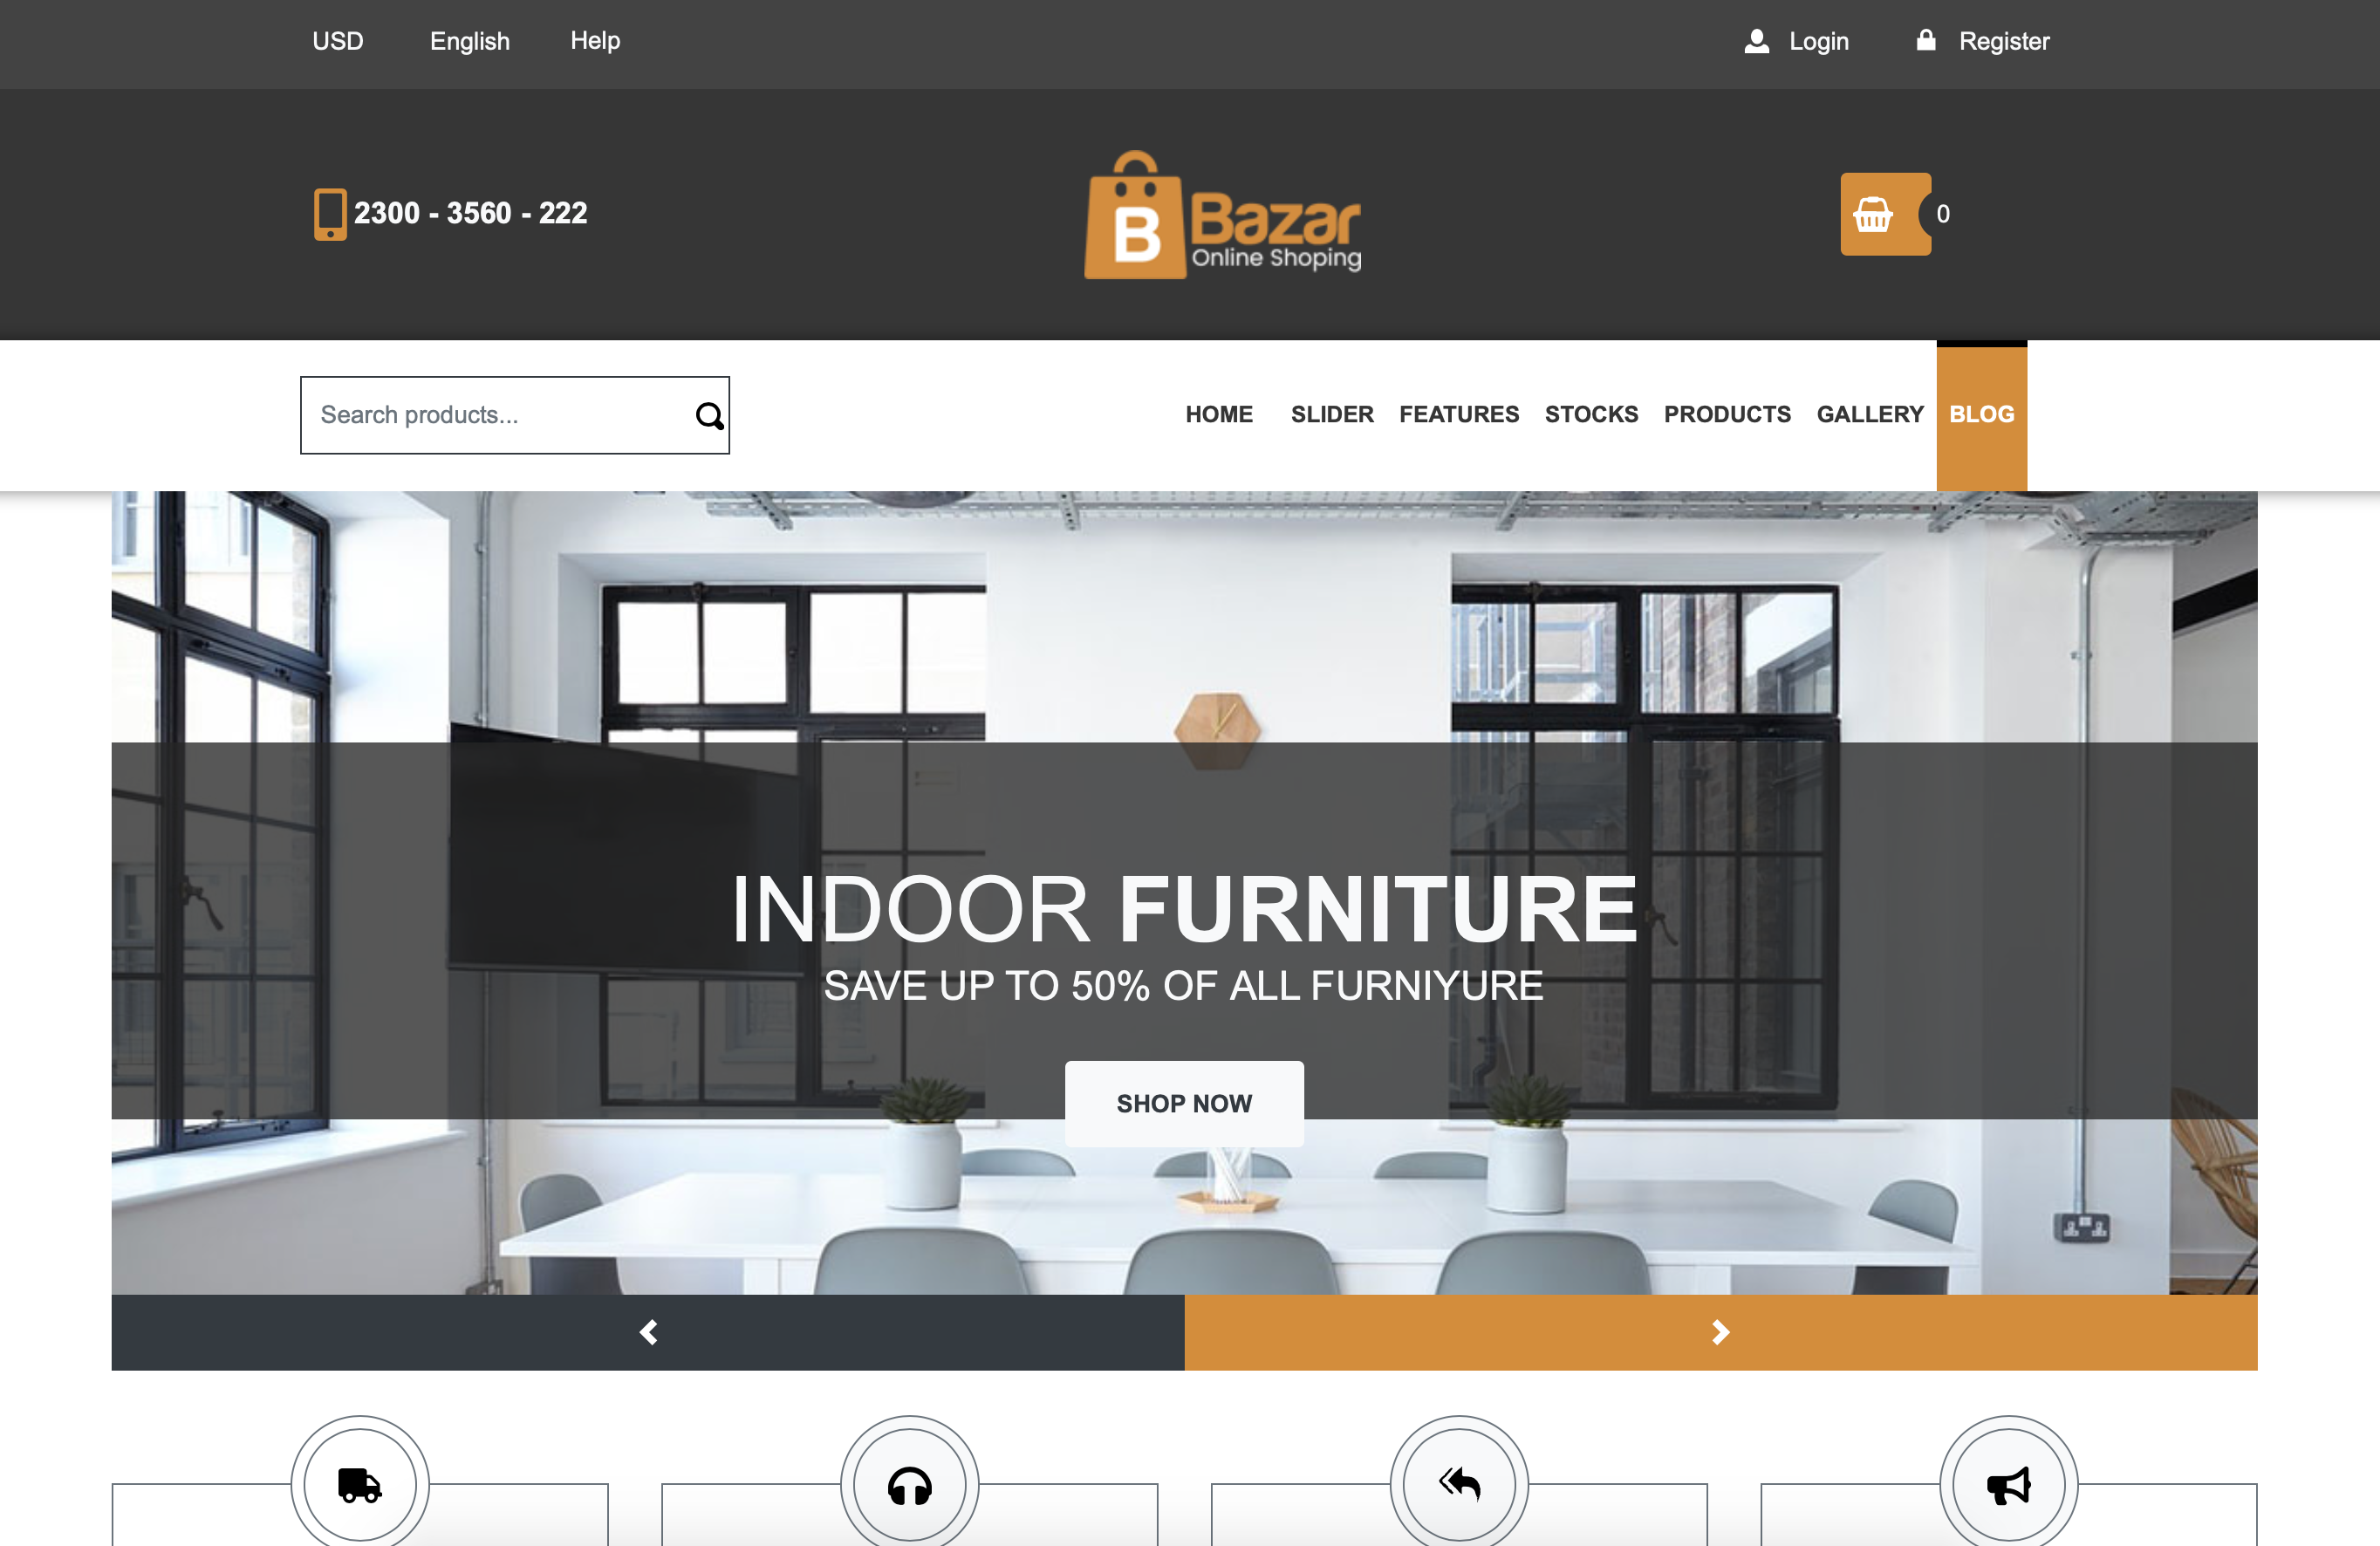 USD English Help Login Register
2300 - 3560 - 222
B Bazar
Online Shoping
0
Search products...
HOME SLIDER FEATURES STOCKS PRODUCTS GALLERY BLOG
INDOOR FURNITURE
SAVE UP TO 50% OF ALL FURNIYURE
SHOP NOW